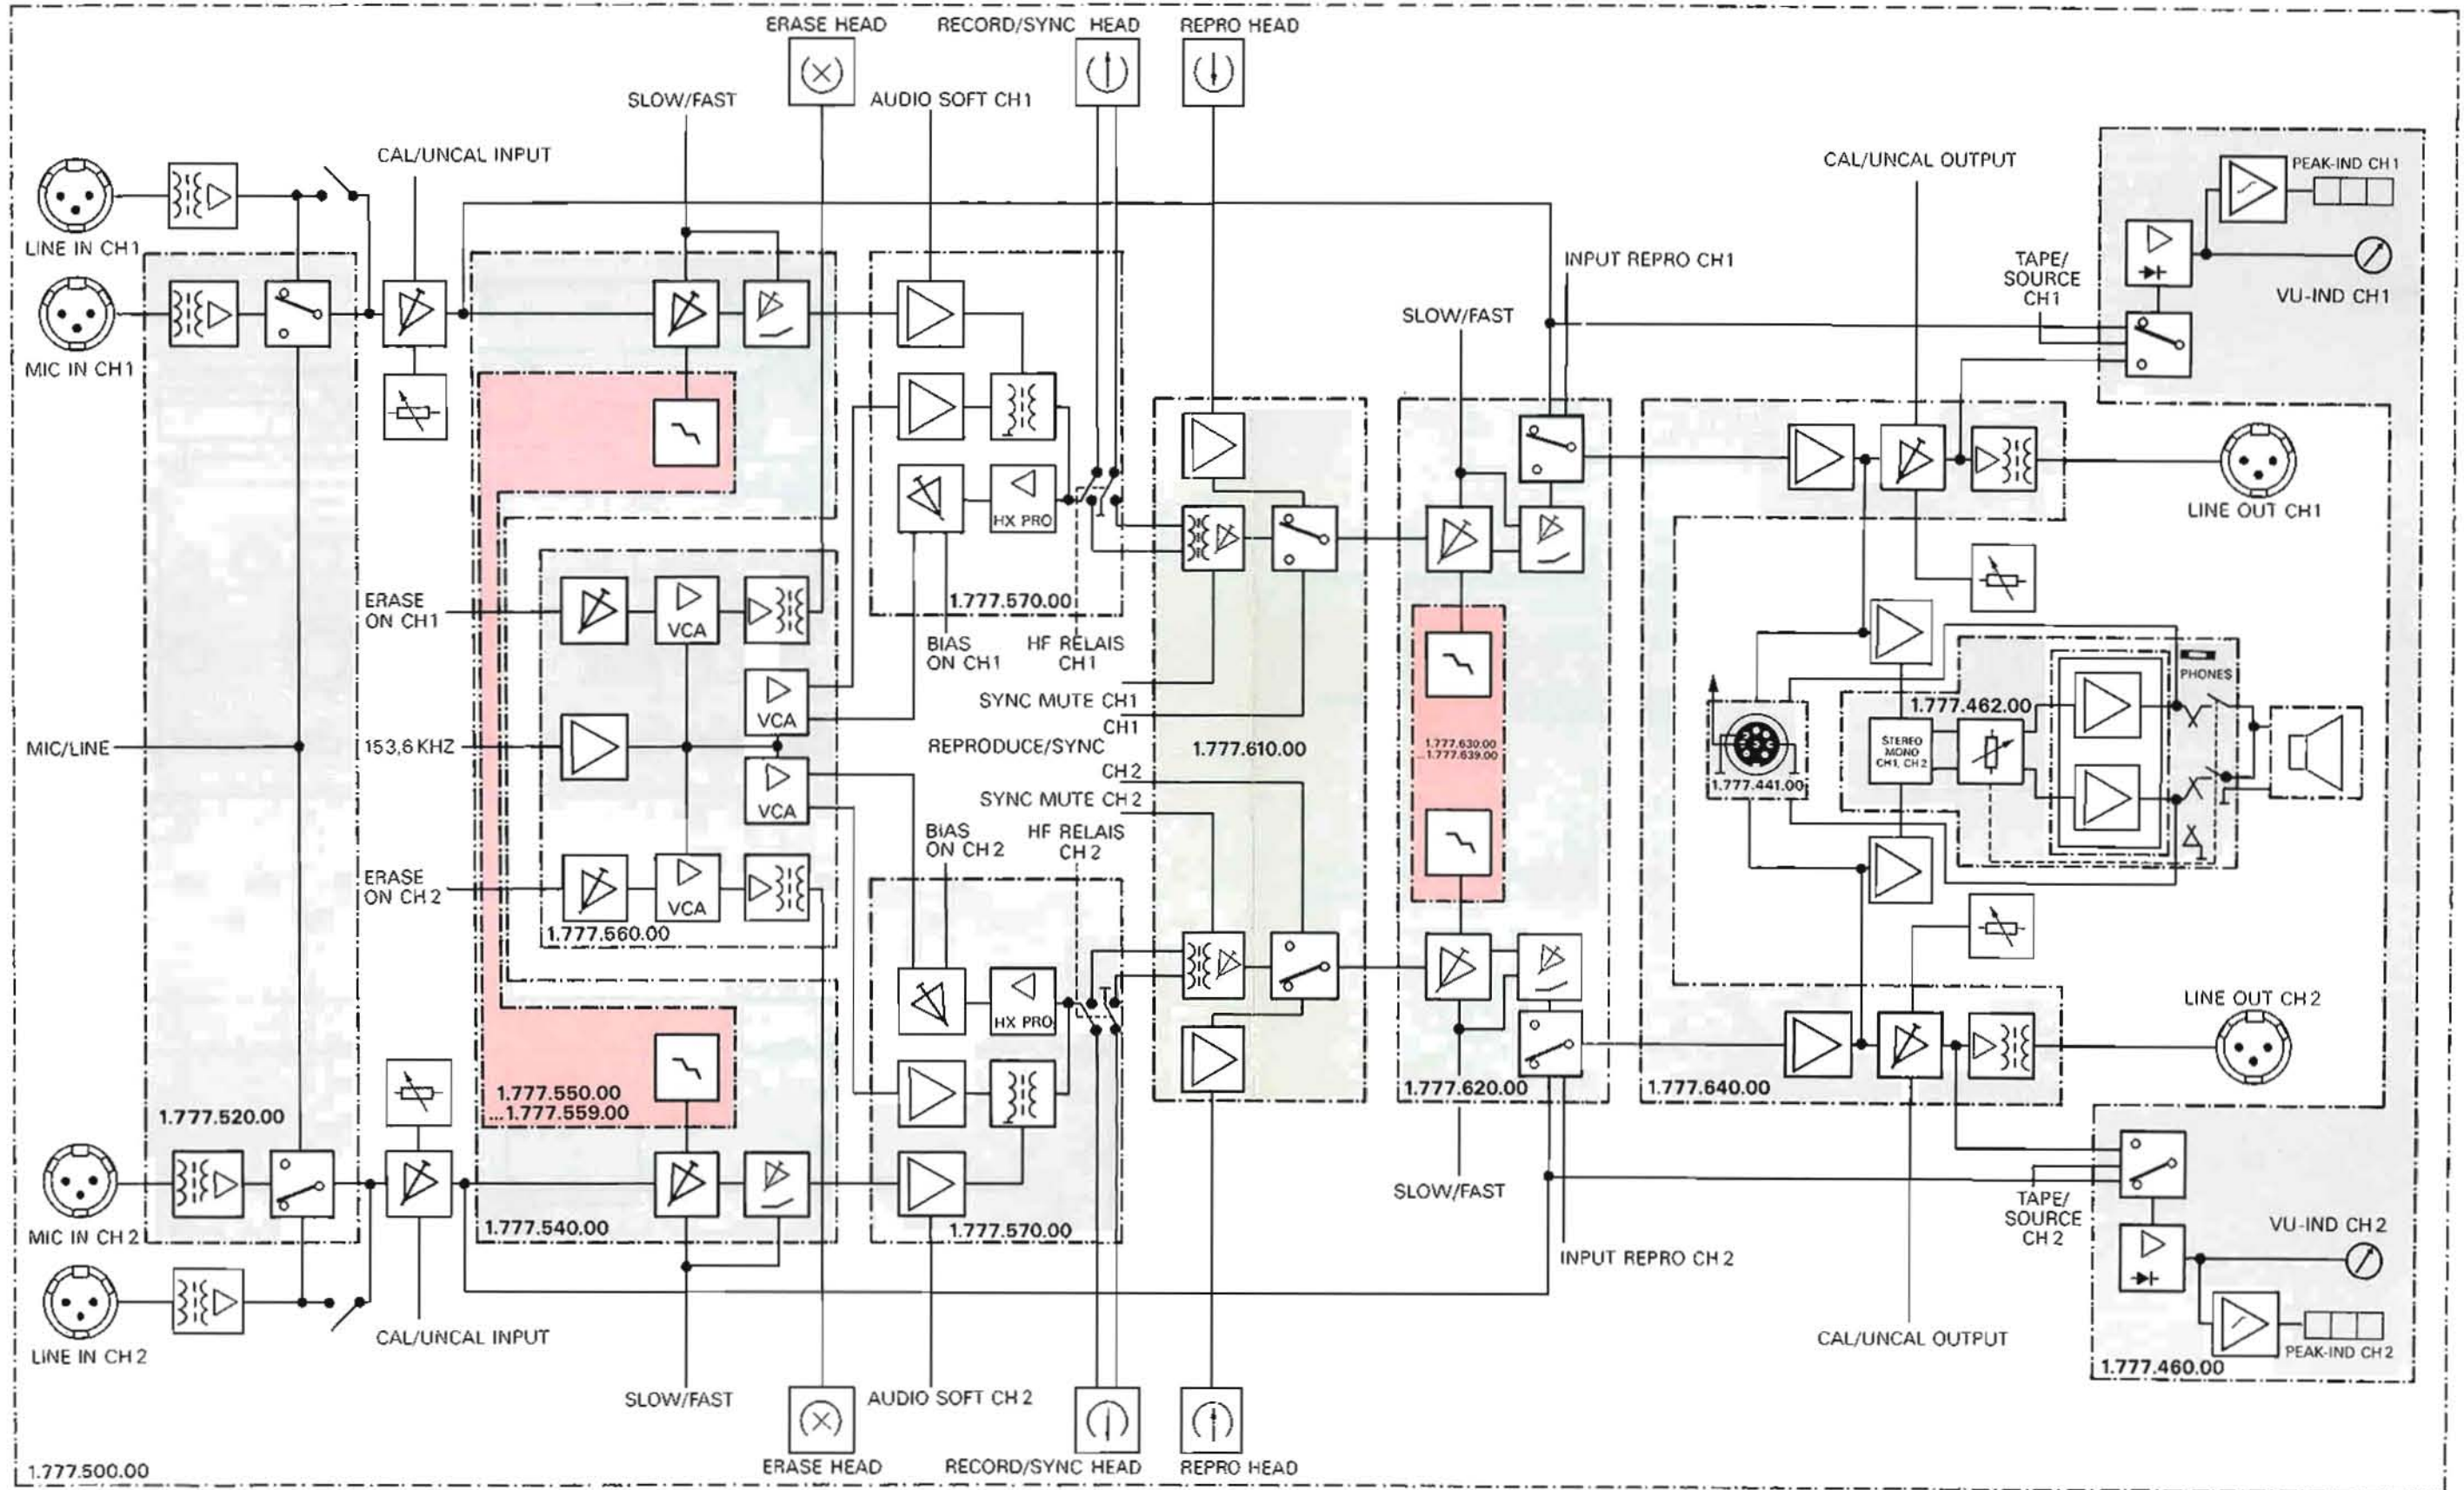 ERASE HEAD
RECORD/SYNC HEAD
REPRO HEAD
SLOW/FAST
AUDIO SOFT CH1
CAL/UNCAL INPUT
CAL/UNCAL OUTPUT
PEAK-IND CH1
LINE IN CH1
INPUT REPRO CH1
TAPE/
SOURCE
CH1
VU-IND CH1
SLOW/FAST
MIC IN CH1
LINE OUT CH1
HX PRO
1.777.570.00
ERASE
ON CH1
VCA
BIAS
ON CH1
HF RELAIS
CH1
PHONES
SYNC MUTE CH1
VCA
1.777.462.00
CH1
MIC/LINE
153,6 KHZ
REPRODUCE/SYNC
1.777.610.00
1.777.630.00
...1.777.639.00
STEREO
MONO
CH1, CH2
CH2
1.777.441.00
VCA
SYNC MUTE CH2
BIAS
ON CH2
HF RELAIS
CH2
ERASE
ON CH2
VCA
1.777.560.00
LINE OUT CH2
HX PRO
1.777.550.00
...1.777.559.00
1.777.620.00
1.777.640.00
1.777.520.00
SLOW/FAST
TAPE/
SOURCE
CH2
MIC IN CH2
1.777.540.00
1.777.570.00
VU-IND CH2
INPUT REPRO CH2
LINE IN CH2
CAL/UNCAL INPUT
CAL/UNCAL OUTPUT
PEAK-IND CH2
1.777.460.00
SLOW/FAST
AUDIO SOFT CH2
ERASE HEAD
RECORD/SYNC HEAD
REPRO HEAD
1.777.500.00